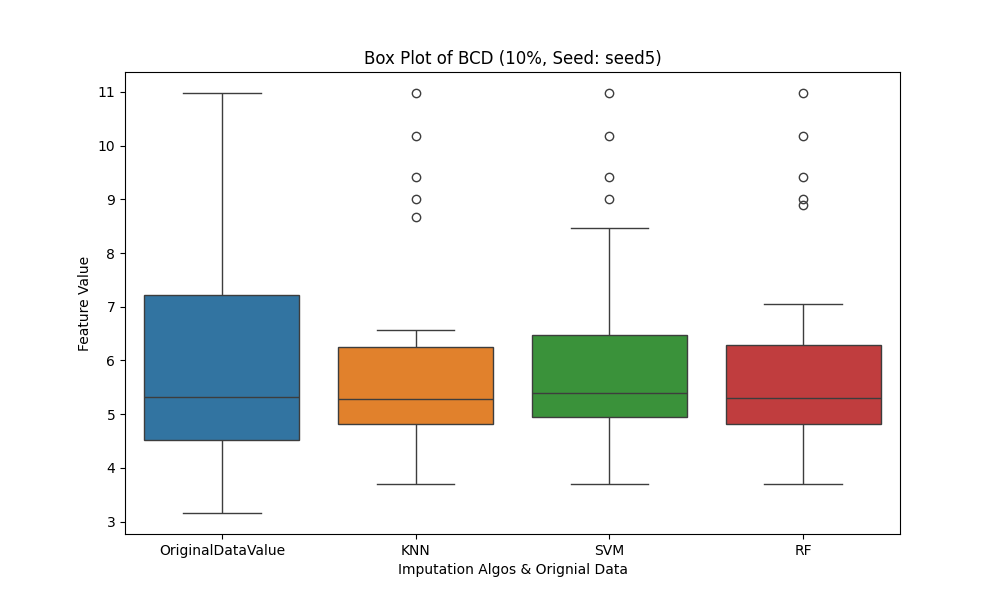 Box Plot of BCD (10%, Seed: seed5)
Feature Value
11
10
9
8
7
6
5
4
3
OriginalDataValue
KNN
SVM
RF
Imputation Algos & Orignial Data